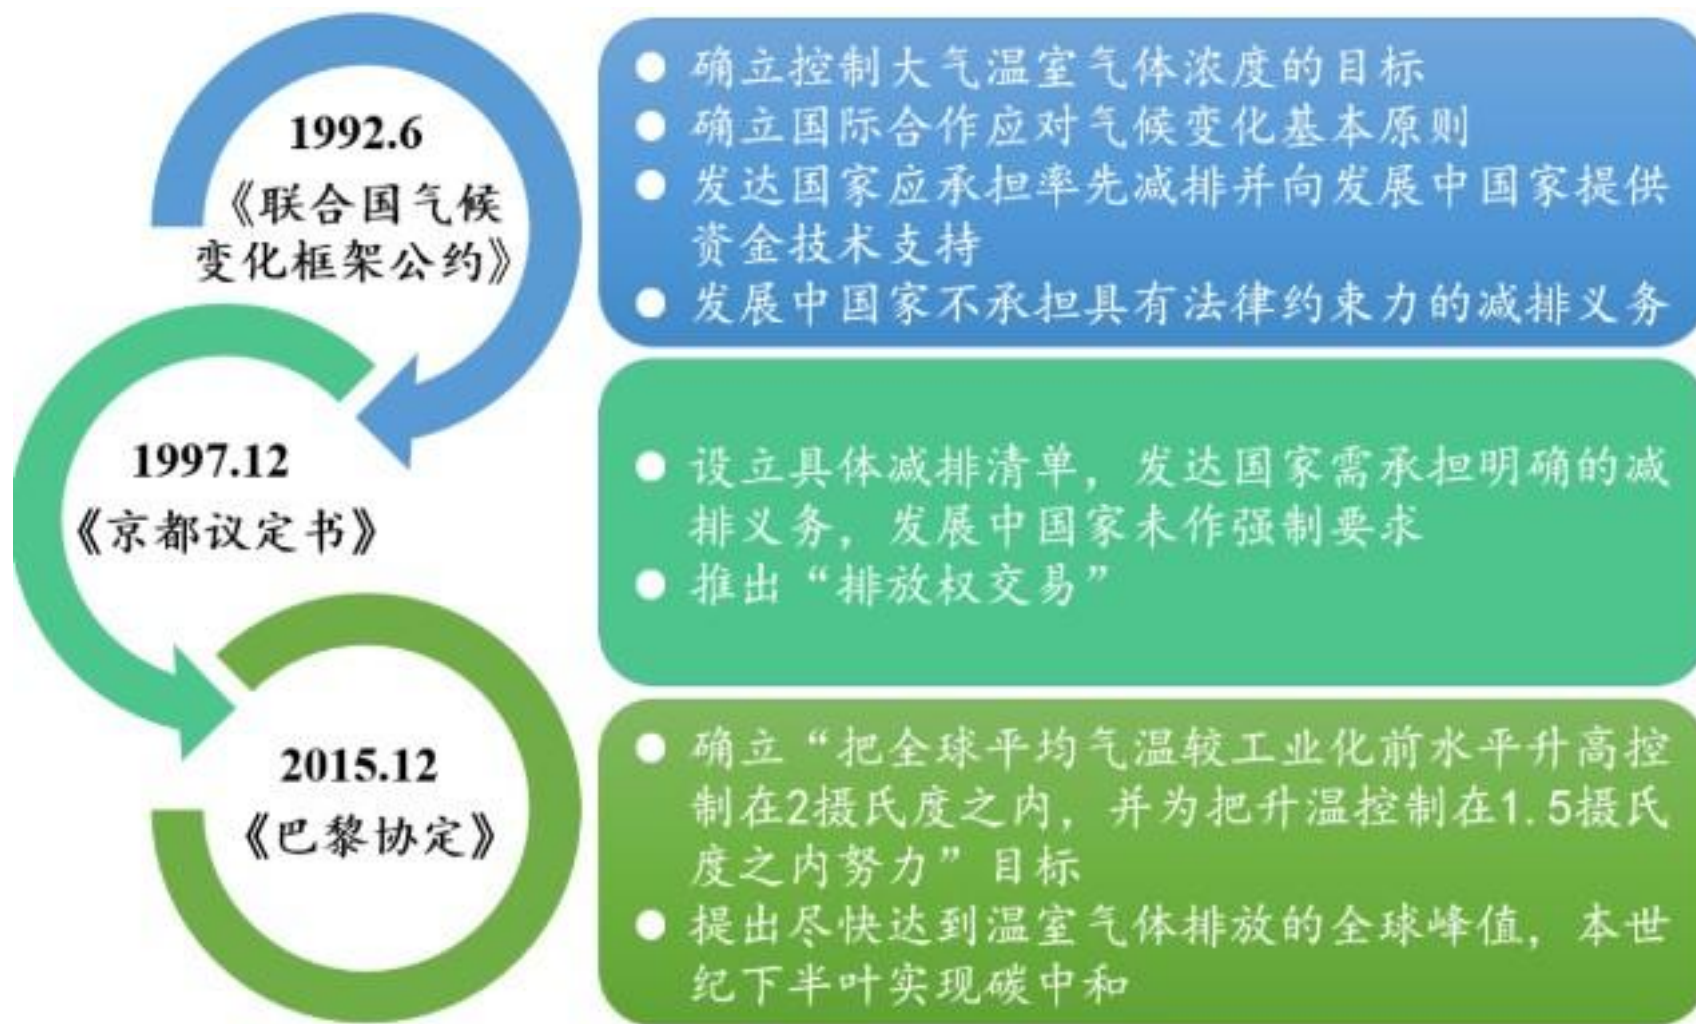 1992.6
《联合国气候
变化框架公约》
● 确立控制大气温室气体浓度的目标
● 确立国际合作应对气候变化基本原则
● 发达国家应承担率先减排并向发展中国家提供
资金技术支持
● 发展中国家不承担具有法律约束力的减排义务
1997.12
《京都议定书》
● 设立具体减排清单，发达国家需承担明确的减
排义务，发展中国家未作强制要求
● 推出“排放权交易”
2015.12
《巴黎协定》
● 确立“把全球平均气温较工业化前水平升高控
制在2摄氏度之内，并为把升温控制在1.5摄氏
度之内努力”目标
● 提出尽快达到温室气体排放的全球峰值，本世
纪下半叶实现碳中和